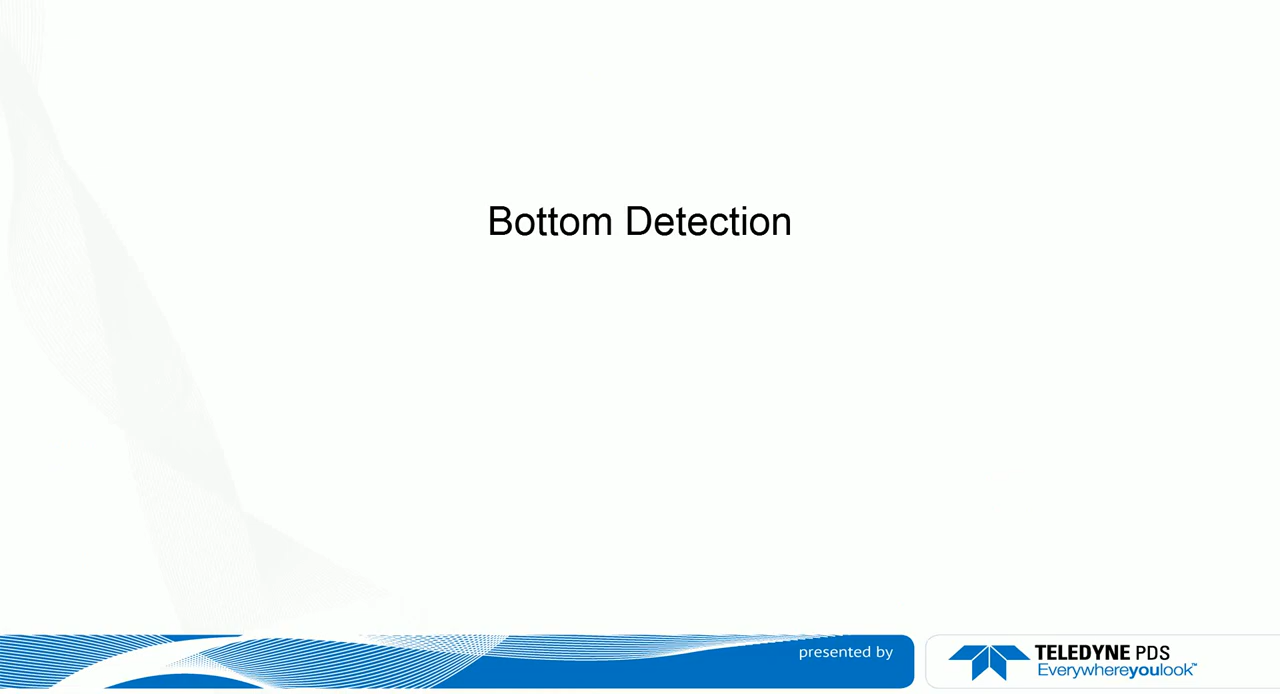 Bottom Detection
presented by
TELEDYNE PDS
Everywhereyoulook™